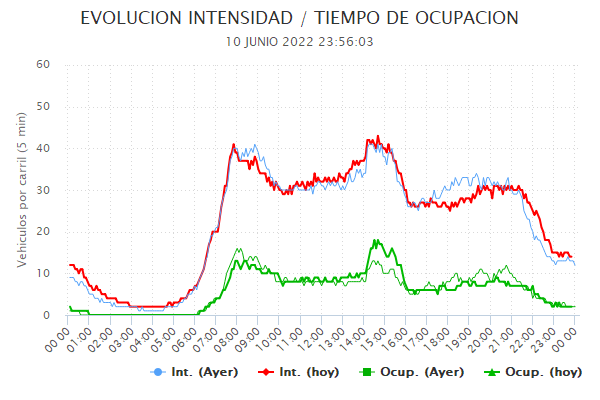 EVOLUCION INTENSIDAD / TIEMPO DE OCUPACION
10 JUNIO 2022 23:56:03
Vehiculos por carril (5 min)
60
50
40
30
20
10
0
00:00 01:00 02:00 03:00 04:00 05:00 06:00 07:00 08:00 09:00 10:00 11:00 12:00 13:00 14:00 15:00 16:00 17:00 18:00 19:00 20:00 21:00 22:00 23:00 00:00
Int. (Ayer) Int. (hoy) Ocup. (Ayer) Ocup. (hoy)